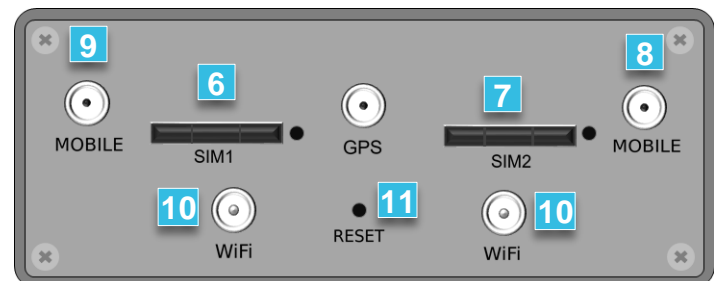 9
8
6
7
MOBILE
SIM1
GPS
SIM2
MOBILE
10
11
10
WiFi
RESET
WiFi